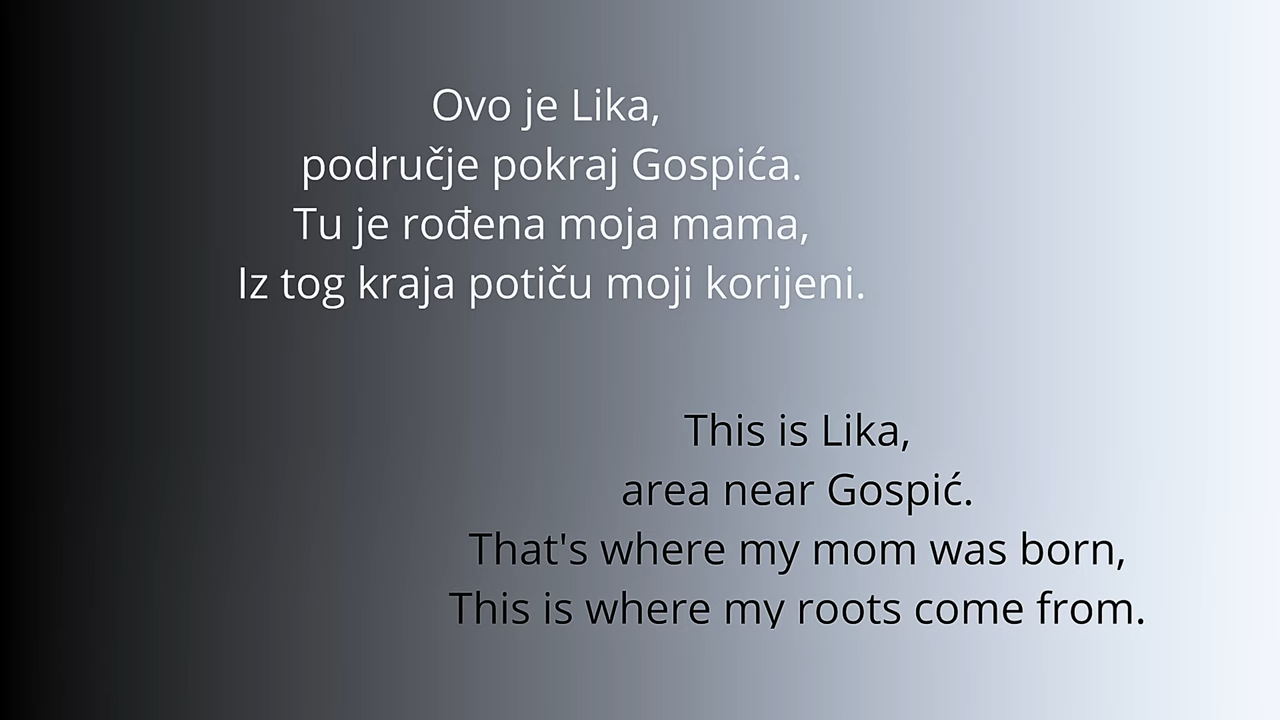 Ovo je Lika,
područje pokraj Gospića.
Tu je rođena moja mama,
Iz tog kraja potiču moji korijeni.
This is Lika,
area near Gospić.
That's where my mom was born,
This is where my roots come from.